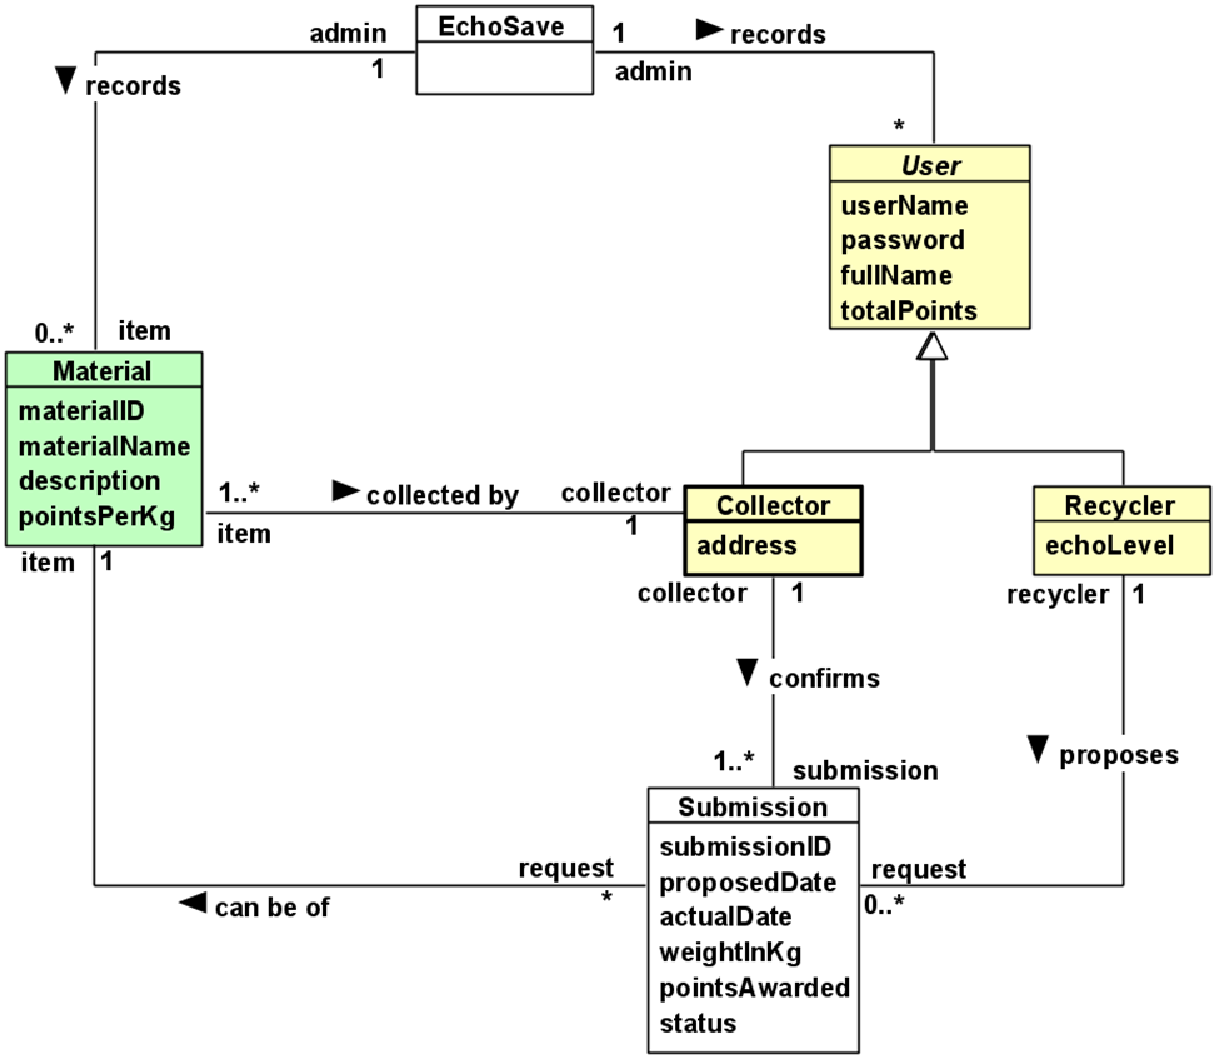 EchoSave
admin
1
1
records
admin
records
*
User
userName
password
fullName
totalPoints
0..*
item
Material
materialID
materialName
description
pointsPerKg
1..*
item
collected by
collector
1
Collector
address
Recycler
echoLevel
item
1
collector
1
recycler
1
confirms
proposes
1..*
submission
Submission
submissionID
proposedDate
actualDate
weightInKg
pointsAwarded
status
request
*
can be of
request
0..*